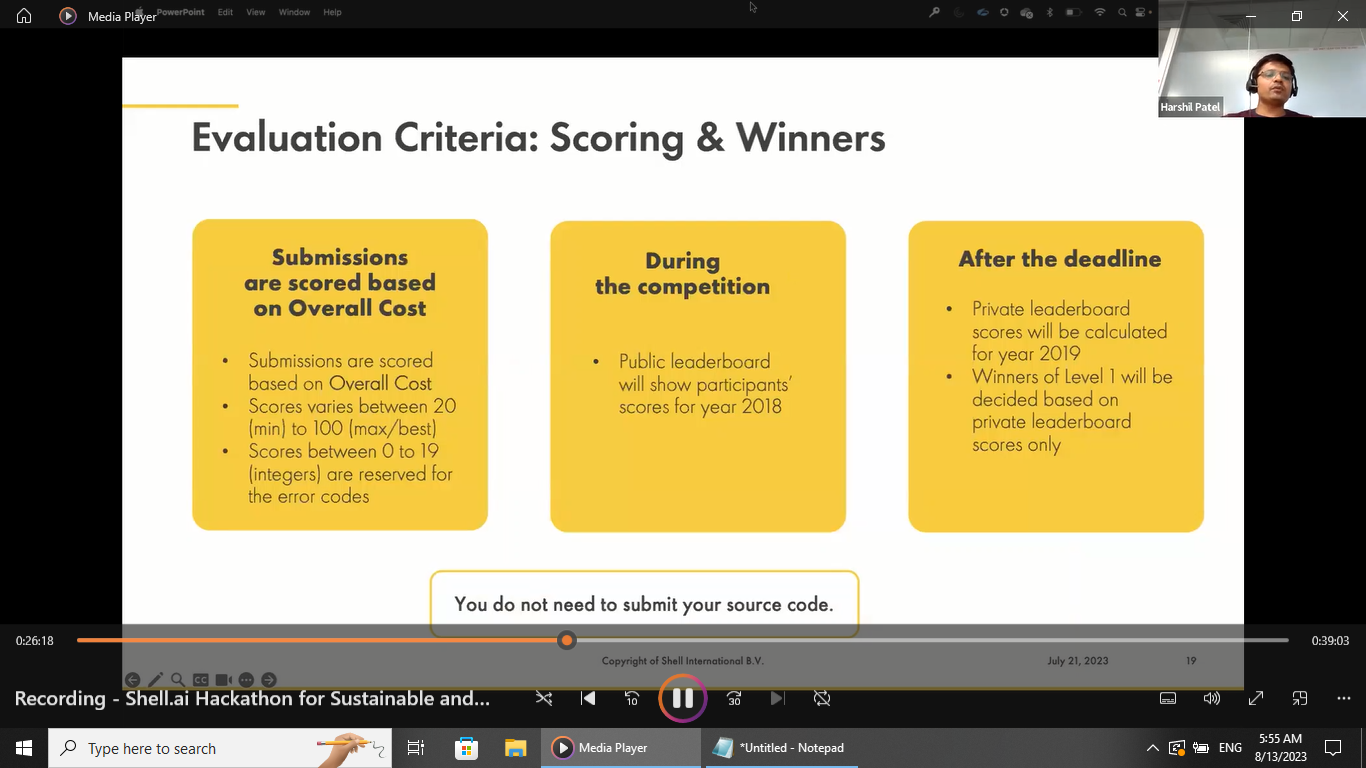 Media Player
PowerPoint Edit View Window Help
Harshil Patel
Evaluation Criteria: Scoring & Winners
Submissions
are scored based
on Overall Cost
• Submissions are scored
based on Overall Cost
• Scores varies between 20
(min) to 100 (max/best)
• Scores between 0 to 19
(integers) are reserved for
the error codes
During
the competition
• Public leaderboard
will show participants’
scores for year 2018
After the deadline
• Private leaderboard
scores will be calculated
for year 2019
• Winners of Level 1 will be
decided based on
private leaderboard
scores only
You do not need to submit your source code.
0:26:18
0:39:03
Copyright of Shell International B.V.
July 21, 2023
19
CC
Recording - Shell.ai Hackathon for Sustainable and...
10
30
Type here to search
Media Player
*Untitled - Notepad
ENG
5:55 AM
8/13/2023